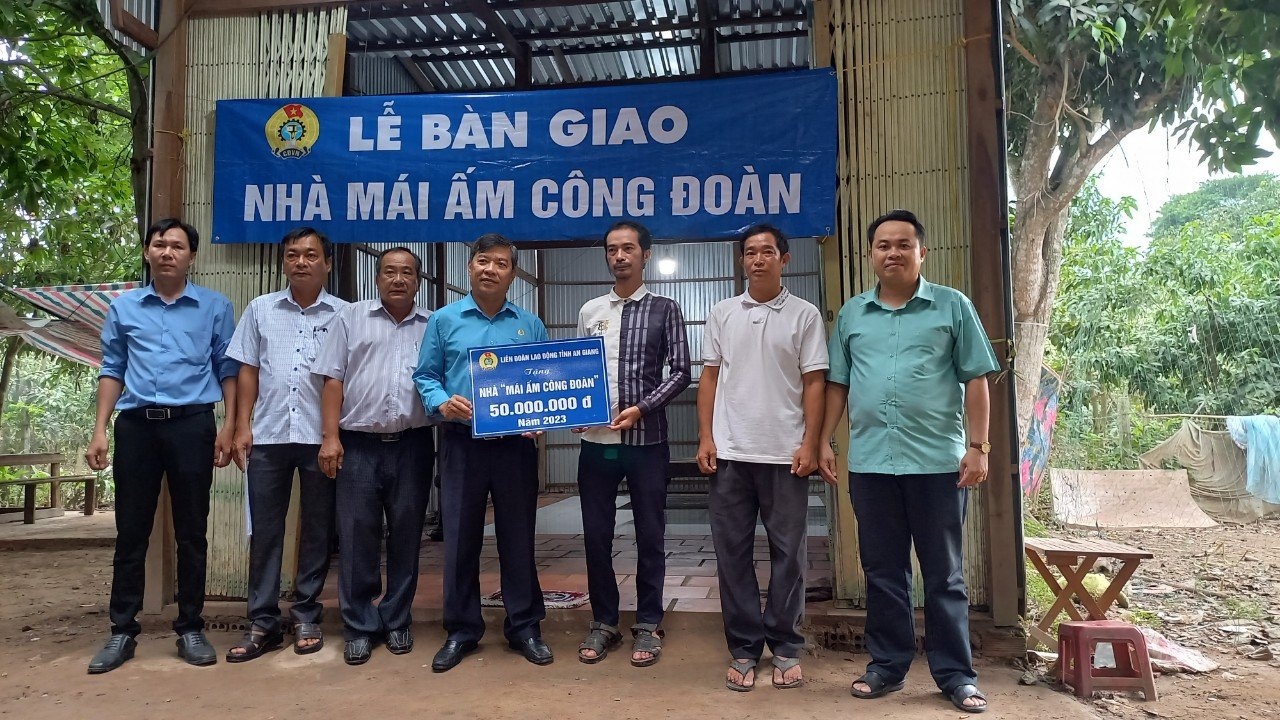 LỄ BÀN GIAO
NHÀ MÁI ẤM CÔNG ĐOÀN
CĐVN
LIÊN ĐOÀN LAO ĐỘNG TỈNH AN GIANG
Tặng
NHÀ "MÁI ẤM CÔNG ĐOÀN"
50.000.000 đ
Năm 2023